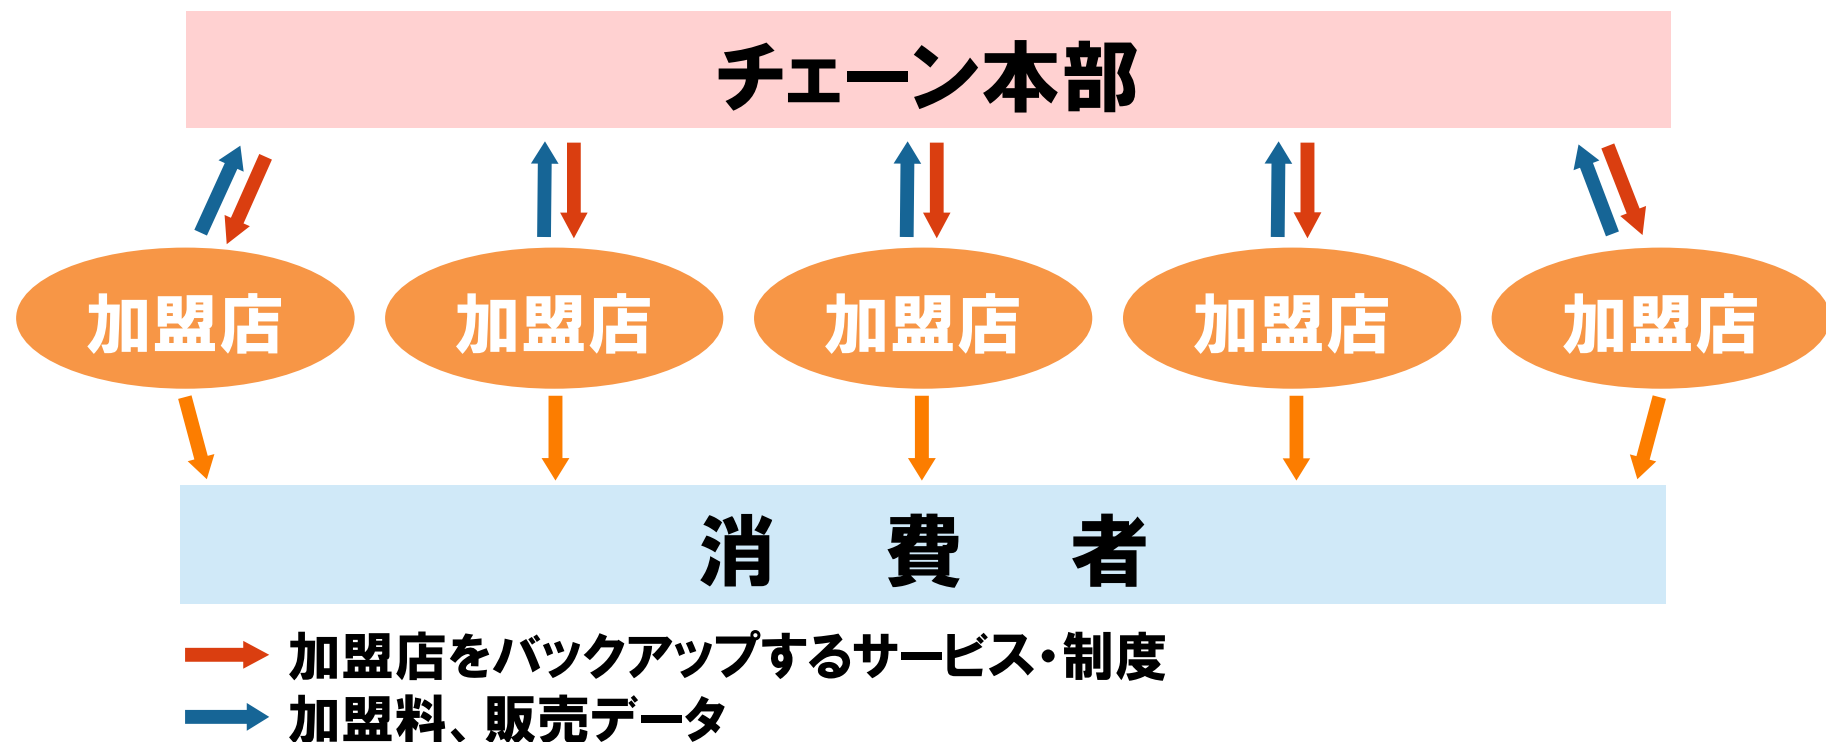 チェーン本部
加盟店 加盟店 加盟店 加盟店 加盟店
消 費 者
加盟店をバックアップするサービス・制度
加盟料、販売データ